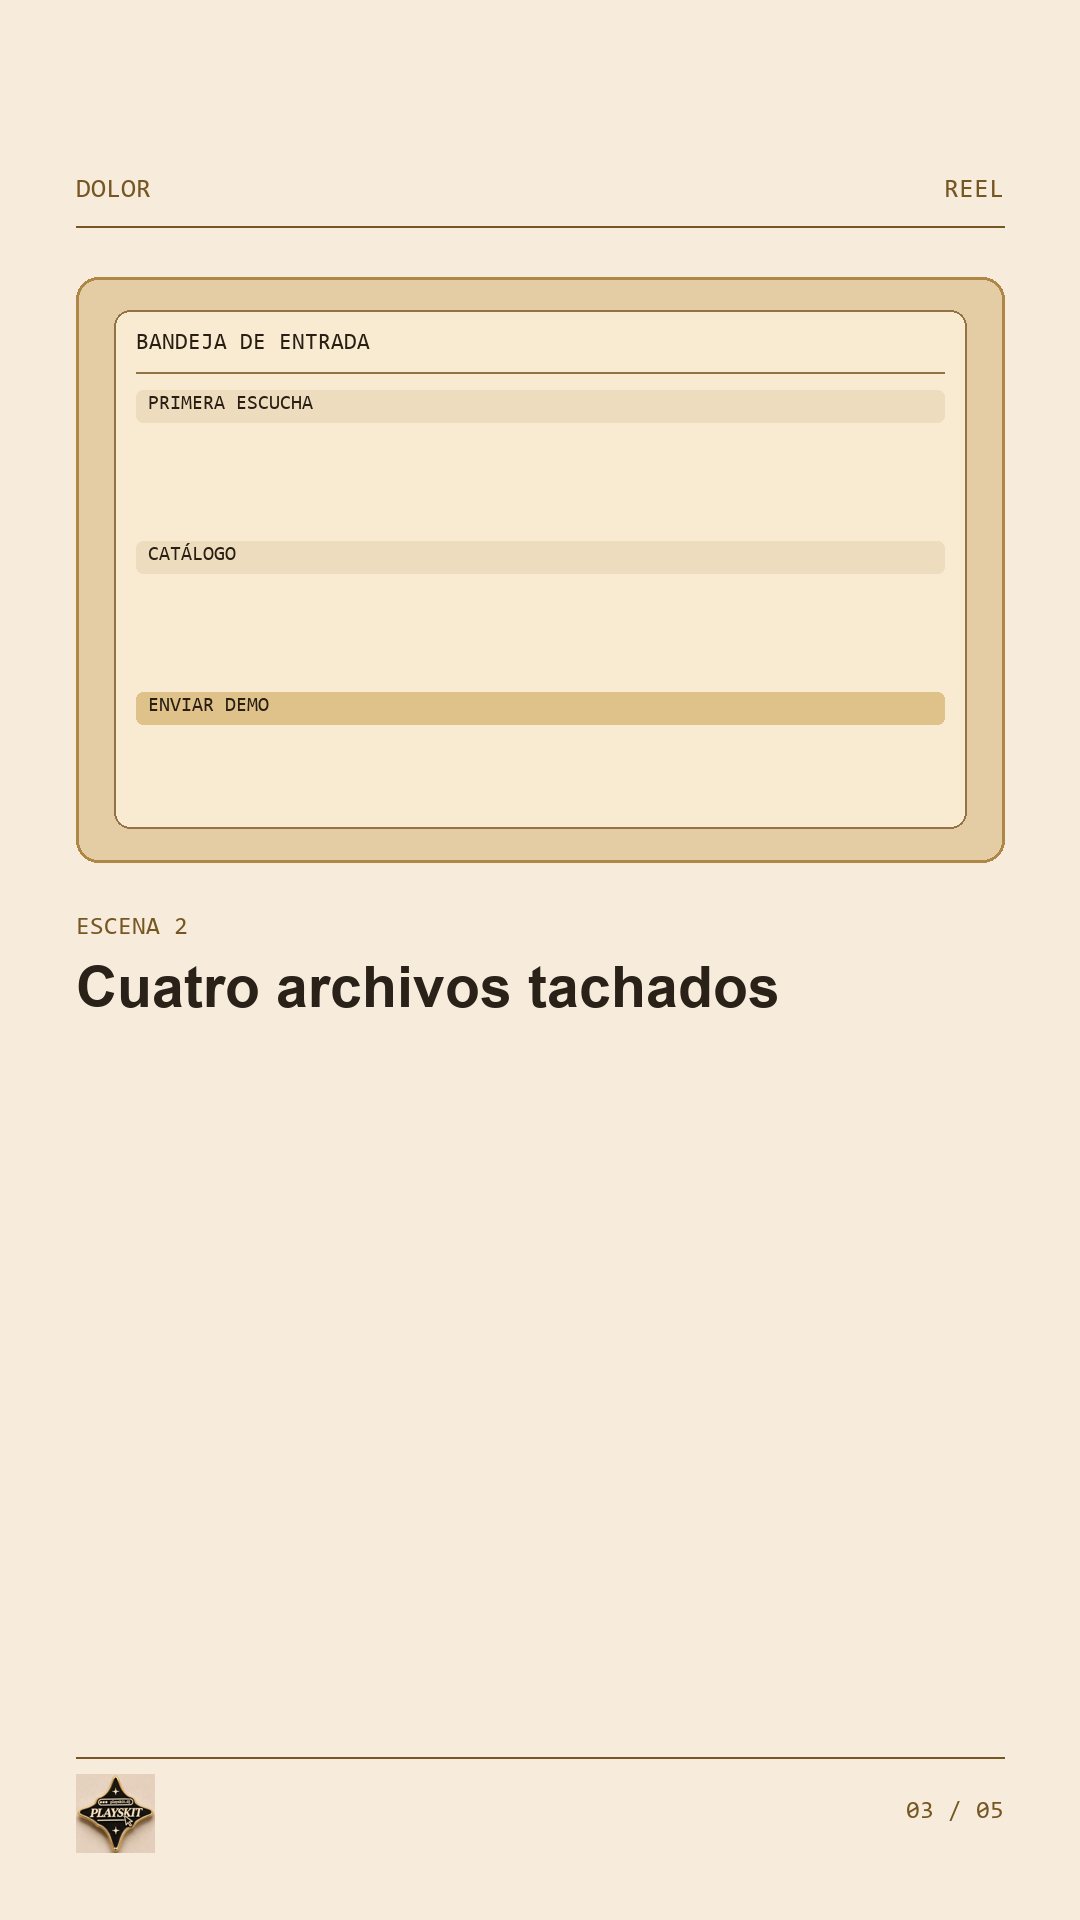 DOLOR
REEL
BANDEJA DE ENTRADA
PRIMERA ESCUCHA
CATÁLOGO
ENVIAR DEMO
ESCENA 2
Cuatro archivos tachados
PLAYSKIT
03 / 05